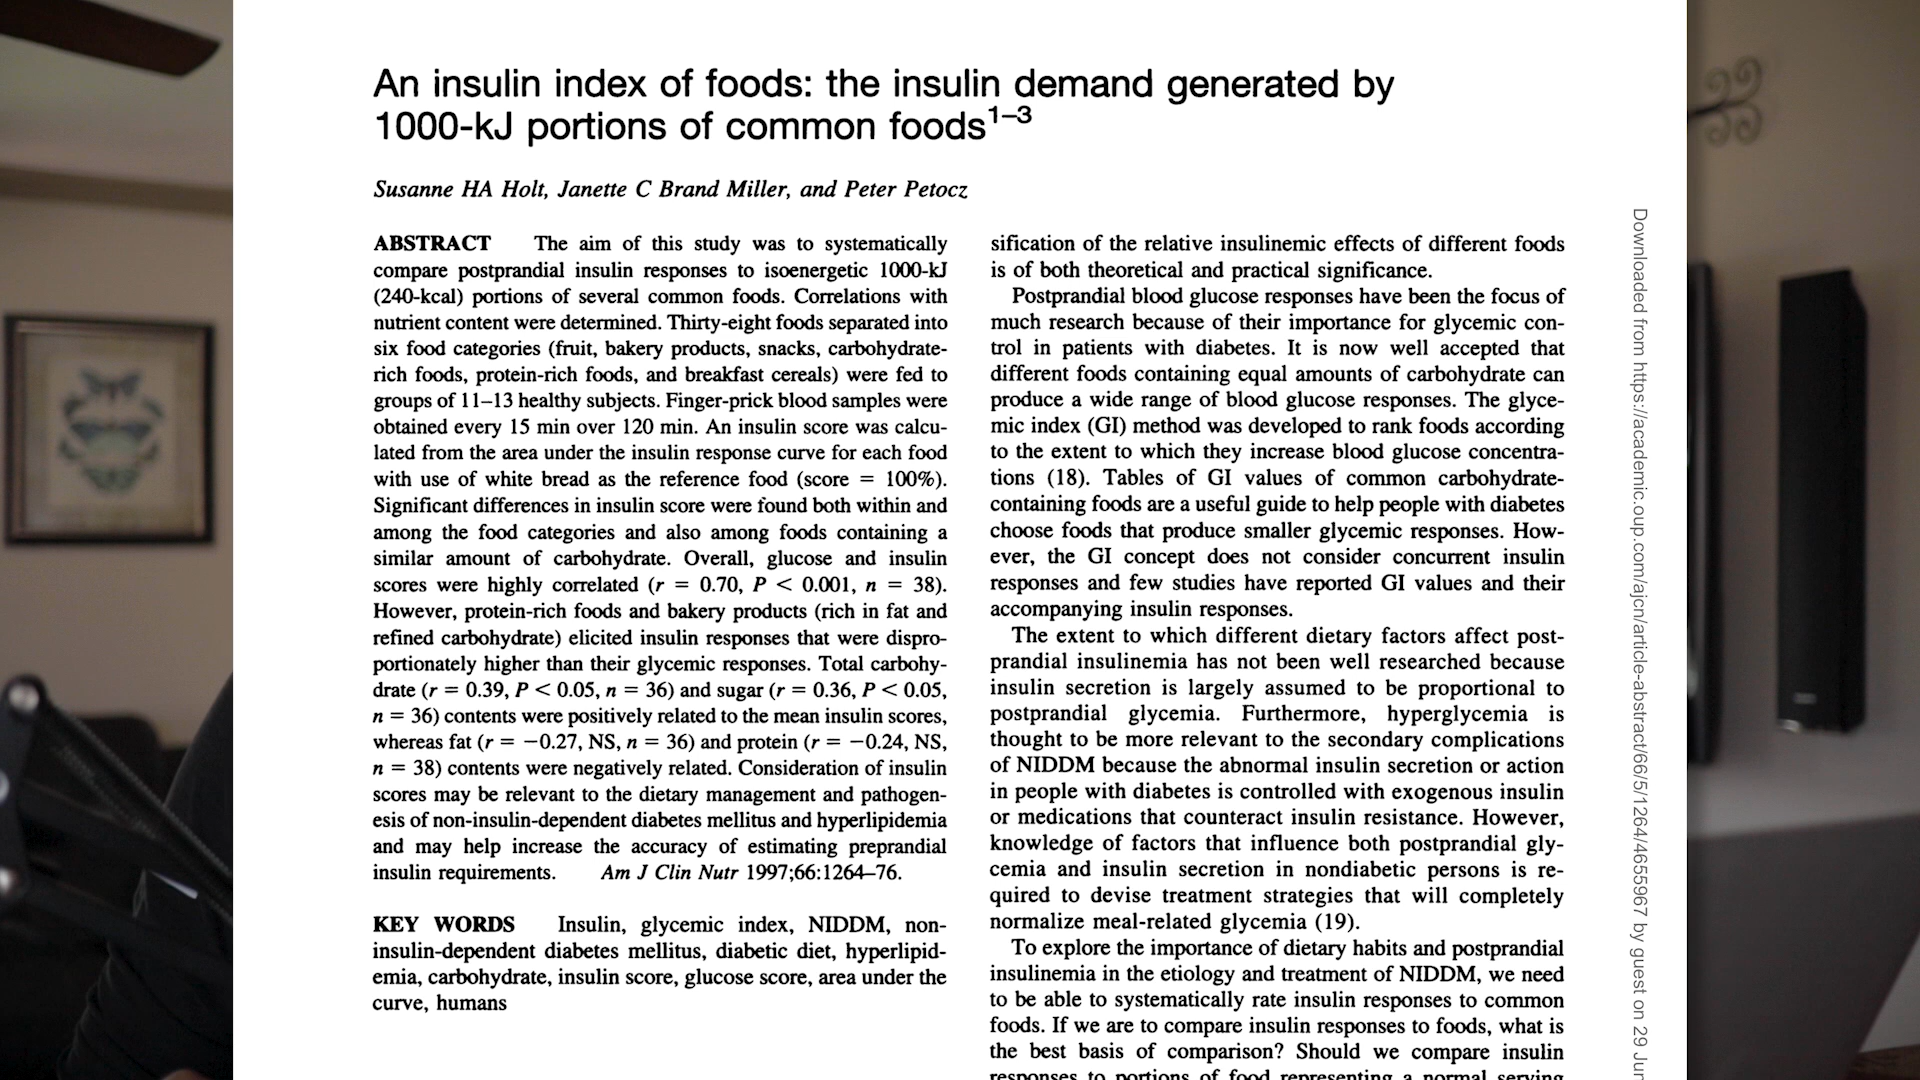 An insulin index of foods: the insulin demand generated by
1000-kJ portions of common foods1–3
Susanne HA Holt, Janette C Brand Miller, and Peter Petocz
ABSTRACT The aim of this study was to systematically
compare postprandial insulin responses to isoenergetic 1000-kJ
(240-kcal) portions of several common foods. Correlations with
nutrient content were determined. Thirty-eight foods separated into
six food categories (fruit, bakery products, snacks, carbohydrate-
rich foods, protein-rich foods, and breakfast cereals) were fed to
groups of 11–13 healthy subjects. Finger-prick blood samples were
obtained every 15 min over 120 min. An insulin score was calcu-
lated from the area under the insulin response curve for each food
with use of white bread as the reference food (score = 100%).
Significant differences in insulin score were found both within and
among the food categories and also among foods containing a
similar amount of carbohydrate. Overall, glucose and insulin
scores were highly correlated (r = 0.70, P < 0.001, n = 38).
However, protein-rich foods and bakery products (rich in fat and
refined carbohydrate) elicited insulin responses that were dispro-
portionately higher than their glycemic responses. Total carbohy-
drate (r = 0.39, P < 0.05, n = 36) and sugar (r = 0.36, P < 0.05,
n = 36) contents were positively related to the mean insulin scores,
whereas fat (r = −0.27, NS, n = 36) and protein (r = −0.24, NS,
n = 38) contents were negatively related. Consideration of insulin
scores may be relevant to the dietary management and pathogen-
esis of non-insulin-dependent diabetes mellitus and hyperlipidemia
and may help increase the accuracy of estimating preprandial
insulin requirements. Am J Clin Nutr 1997;66:1264–76.
KEY WORDS Insulin, glycemic index, NIDDM, non-
insulin-dependent diabetes mellitus, diabetic diet, hyperlipid-
emia, carbohydrate, insulin score, glucose score, area under the
curve, humans
sification of the relative insulinemic effects of different foods
is of both theoretical and practical significance.
Postprandial blood glucose responses have been the focus of
much research because of their importance for glycemic con-
trol in patients with diabetes. It is now well accepted that
different foods containing equal amounts of carbohydrate can
produce a wide range of blood glucose responses. The glyce-
mic index (GI) method was developed to rank foods according
to the extent to which they increase blood glucose concentra-
tions (18). Tables of GI values of common carbohydrate-
containing foods are a useful guide to help people with diabetes
choose foods that produce smaller glycemic responses. How-
ever, the GI concept does not consider concurrent insulin
responses and few studies have reported GI values and their
accompanying insulin responses.
The extent to which different dietary factors affect post-
prandial insulinemia has not been well researched because
insulin secretion is largely assumed to be proportional to
postprandial glycemia. Furthermore, hyperglycemia is
thought to be more relevant to the secondary complications
of NIDDM because the abnormal insulin secretion or action
in people with diabetes is controlled with exogenous insulin
or medications that counteract insulin resistance. However,
knowledge of factors that influence both postprandial gly-
cemia and insulin secretion in nondiabetic persons is re-
quired to devise treatment strategies that will completely
normalize meal-related glycemia (19).
To explore the importance of dietary habits and postprandial
insulinemia in the etiology and treatment of NIDDM, we need
to be able to systematically rate insulin responses to common
foods. If we are to compare insulin responses to foods, what is
the best basis of comparison? Should we compare insulin
responses to portions of food representing a normal serving
Downloaded from https://academic.oup.com/ajcn/article-abstract/66/5/1264/4655967 by guest on 29 Jun